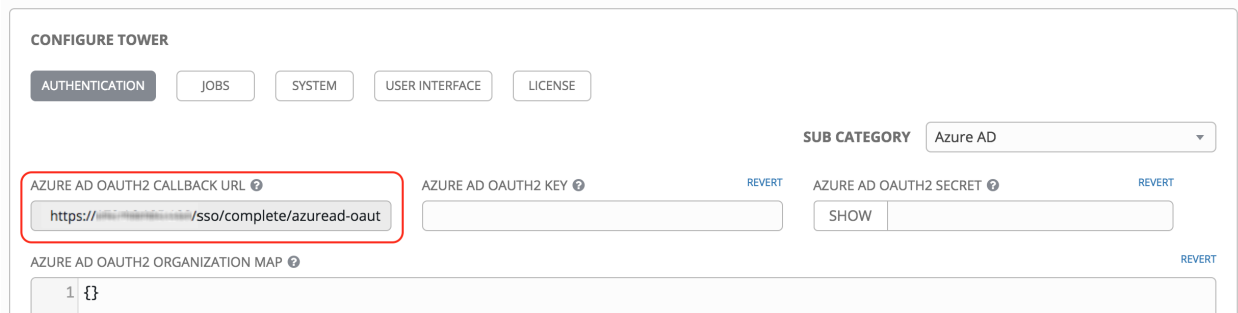 CONFIGURE TOWER
AUTHENTICATION JOBS SYSTEM USER INTERFACE LICENSE
SUB CATEGORY Azure AD
AZURE AD OAUTH2 CALLBACK URL AZURE AD OAUTH2 KEY REVERT AZURE AD OAUTH2 SECRET REVERT
https:// /sso/complete/azuread-oaut SHOW
AZURE AD OAUTH2 ORGANIZATION MAP REVERT
1 {}